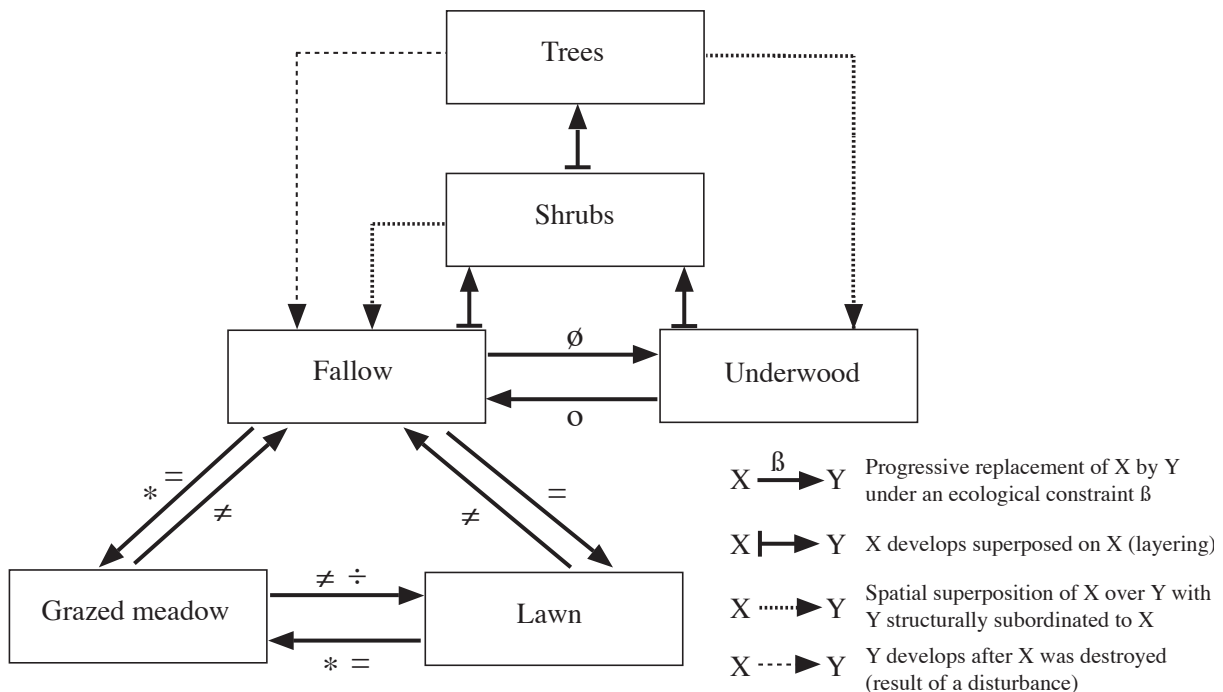 Trees
Shrubs
Fallow
ø
o
Underwood
* =
≠
=
≠
Grazed meadow
≠ ÷
* =
Lawn
X ß Y Progressive replacement of X by Y
under an ecological constraint ß
X Y X develops superposed on X (layering)
X Y Spatial superposition of X over Y with
Y structurally subordinated to X
X Y Y develops after X was destroyed
(result of a disturbance)